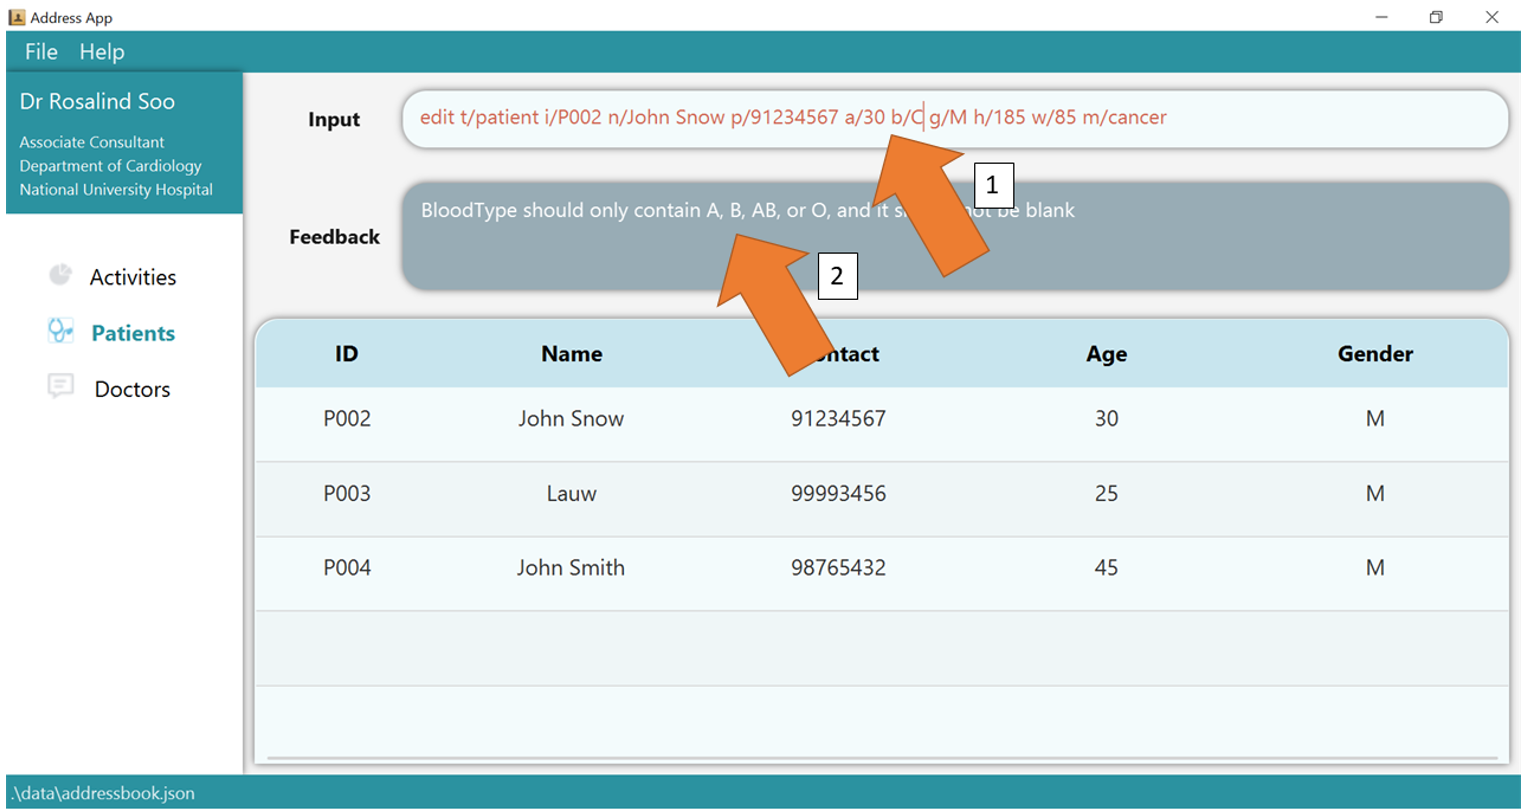 Address App
File Help
Dr Rosalind Soo
Associate Consultant
Department of Cardiology
National University Hospital
Activities
Patients
Doctors
Input
edit t/patient i/P002 n/John Snow p/91234567 a/30 b/C g/M h/185 w/85 m/cancer
1
Feedback
BloodType should only contain A, B, AB, or O, and it not be blank
2
ID Name Age Gender
P002 John Snow 91234567 30 M
P003 Lauw 99993456 25 M
P004 John Smith 98765432 45 M
.\data\addressbook.json